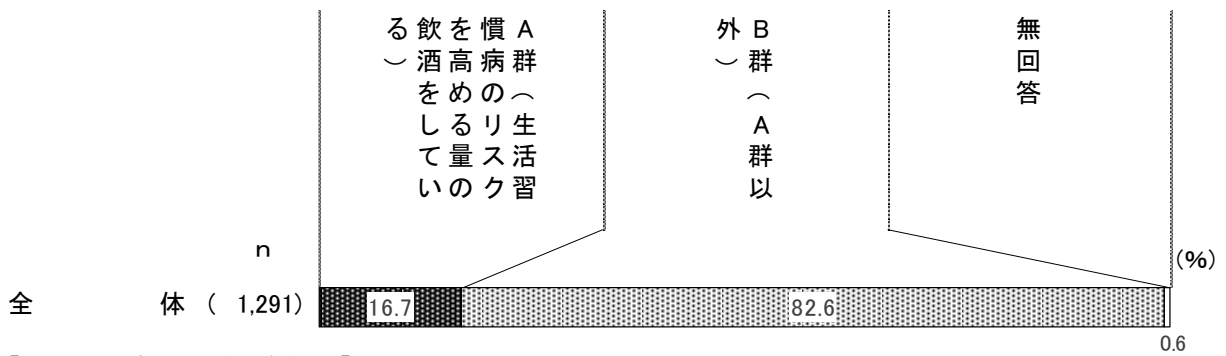 A群（生活習
慣病のリスク
を高める量の
飲酒をしてい
る）
B群（A群以
外）
無回答
n
(%)
全 体 ( 1,291)
16.7
82.6
0.6